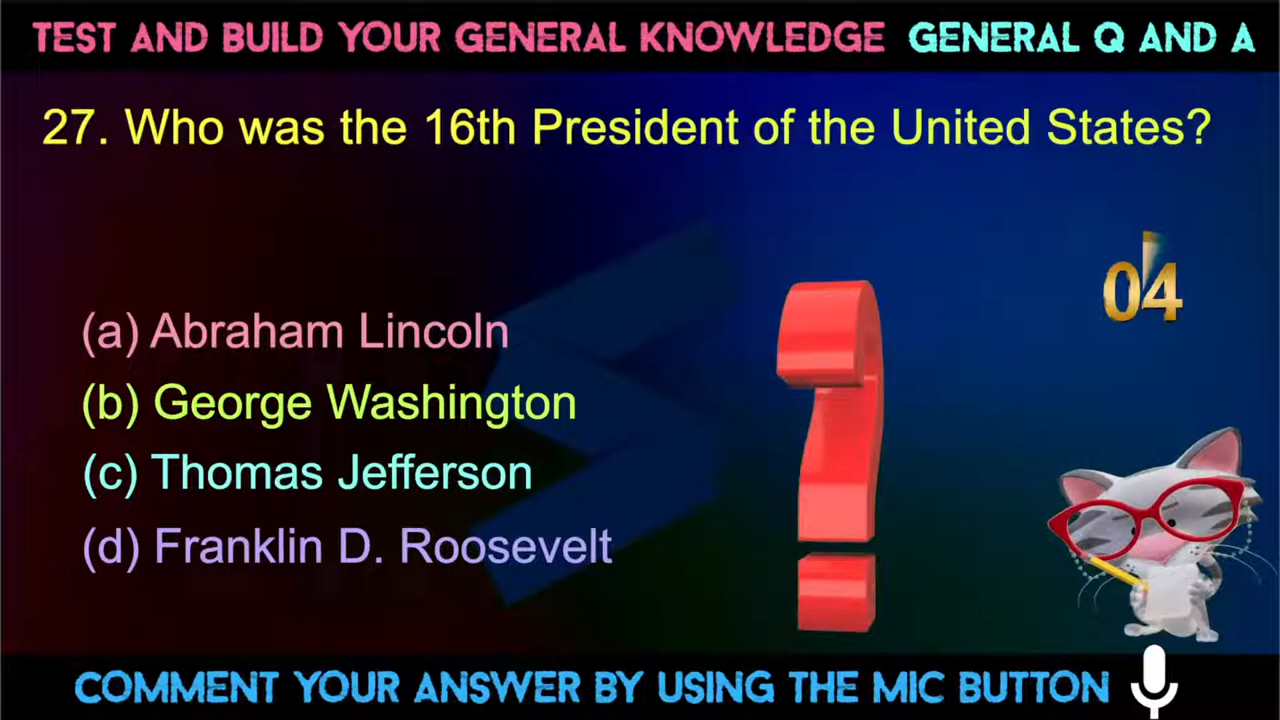 TEST AND BUILD YOUR GENERAL KNOWLEDGE GENERAL Q AND A
27. Who was the 16th President of the United States?
04
(a) Abraham Lincoln
(b) George Washington
(c) Thomas Jefferson
(d) Franklin D. Roosevelt
COMMENT YOUR ANSWER BY USING THE MIC BUTTON